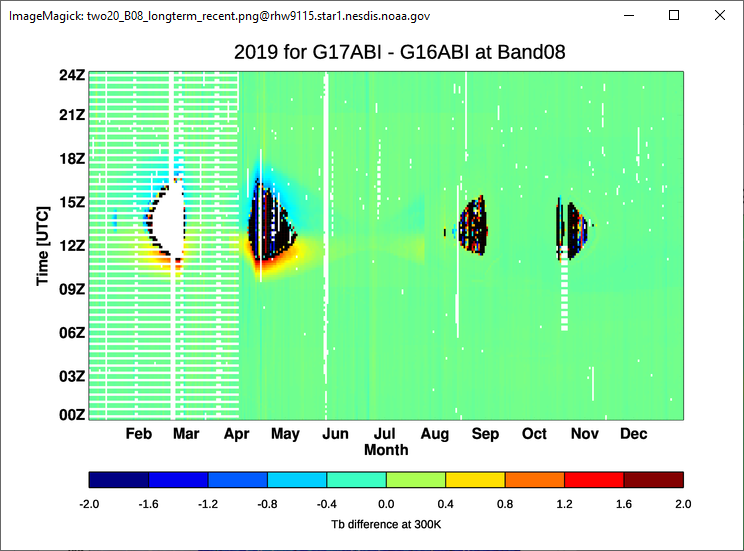 ImageMagick: two20_B08_longterm_recent.png@rhw9115.star1.nesdis.noaa.gov
2019 for G17ABI - G16ABI at Band08
24Z
21Z
18Z
15Z
12Z
09Z
06Z
03Z
00Z
Time [UTC]
Feb Mar Apr May Jun Jul Aug Sep Oct Nov Dec
Month
-2.0 -1.6 -1.2 -0.8 -0.4 0.0 0.4 0.8 1.2 1.6 2.0
Tb difference at 300K